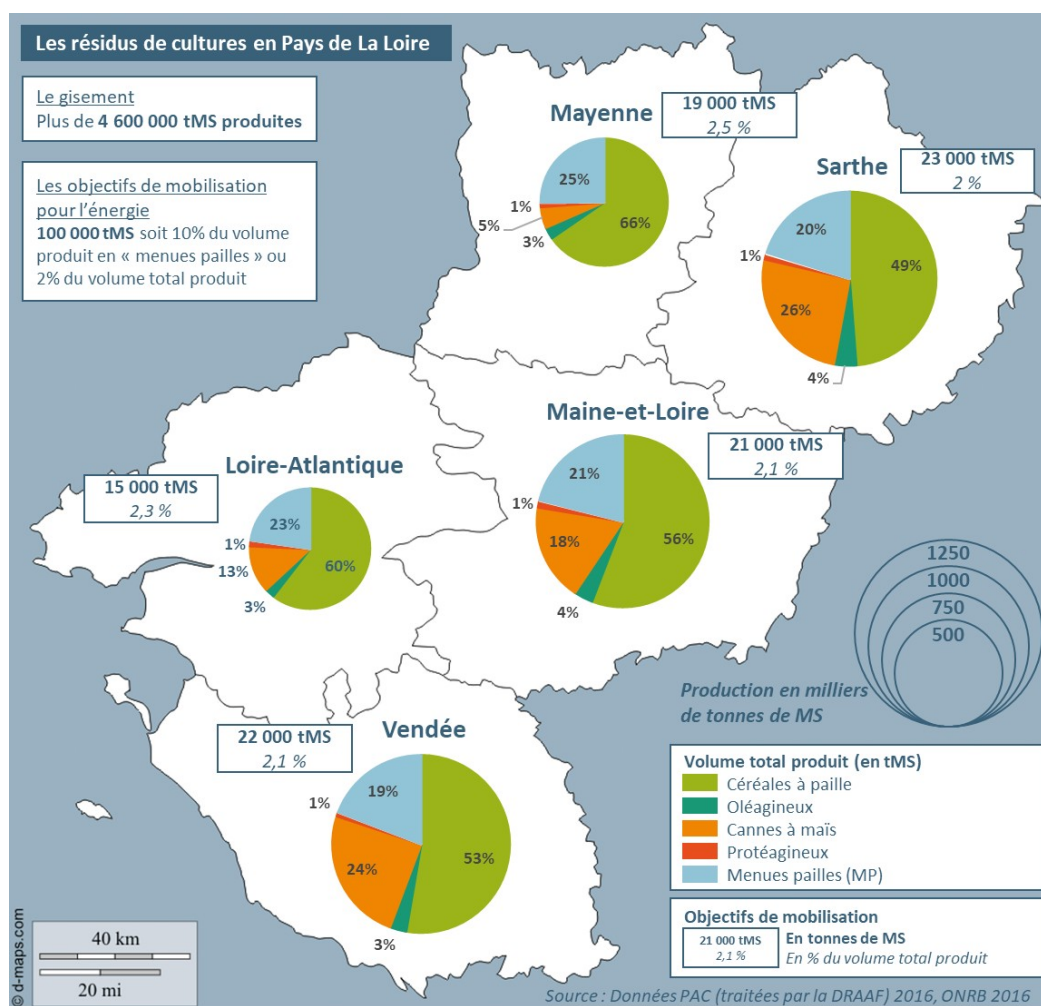 Les résidus de cultures en Pays de La Loire
Le gisement
Plus de 4 600 000 tMS produites
Les objectifs de mobilisation
pour l'énergie
100 000 tMS soit 10% du volume
produit en « menues pailles » ou
2% du volume total produit
Mayenne
19 000 tMS
2,5 %
25%
1%
5%
3%
66%
Sarthe
23 000 tMS
2 %
20%
1%
49%
26%
4%
Maine-et-Loire
21 000 tMS
2,1 %
21%
1%
18%
56%
4%
Loire-Atlantique
15 000 tMS
2,3 %
23%
1%
13%
60%
3%
Vendée
22 000 tMS
2,1 %
19%
1%
53%
24%
3%
1250
1000
750
500
Production en milliers
de tonnes de MS
Volume total produit (en tMS)
Céréales à paille
Oléagineux
Cannes à maïs
Protéagineux
Menues pailles (MP)
Objectifs de mobilisation
21 000 tMS
2,1 %
En tonnes de MS
En % du volume total produit
40 km
20 mi
© d-maps.com
Source : Données PAC (traitées par la DRAAF) 2016, ONRB 2016